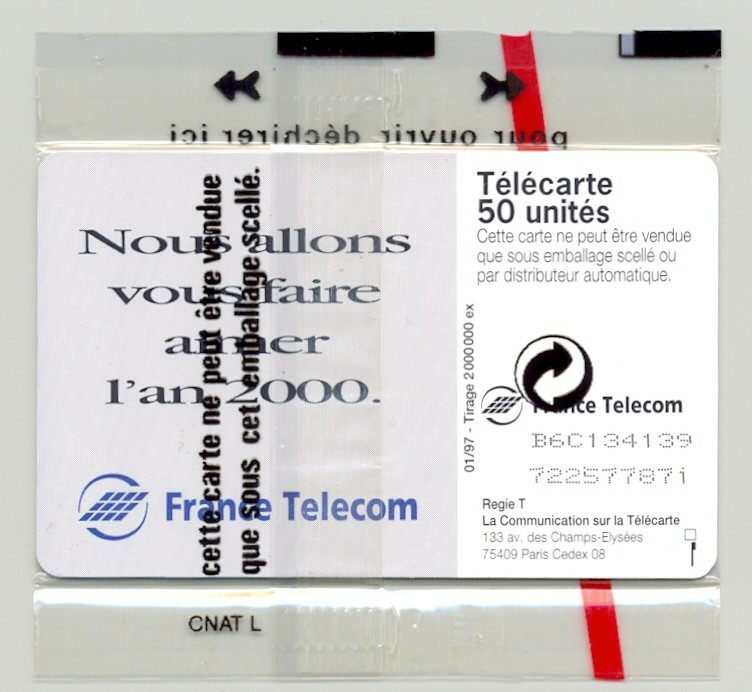 pour ouvrir déchirer ici
Nous allons
vous faire
aimer
l'an 2000.
France Telecom
cette carte ne peut être vendue
que sous cet emballage scellé.
Télécarte
50 unités
Cette carte ne peut être vendue
que sous emballage scellé ou
par distributeur automatique.
01/97 - Tirage 2 000 000 ex
France Telecom
B6C134139
722577871
Regie T
La Communication sur la Télécarte
133 av. des Champs-Elysées
75409 Paris Cedex 08
CNAT L